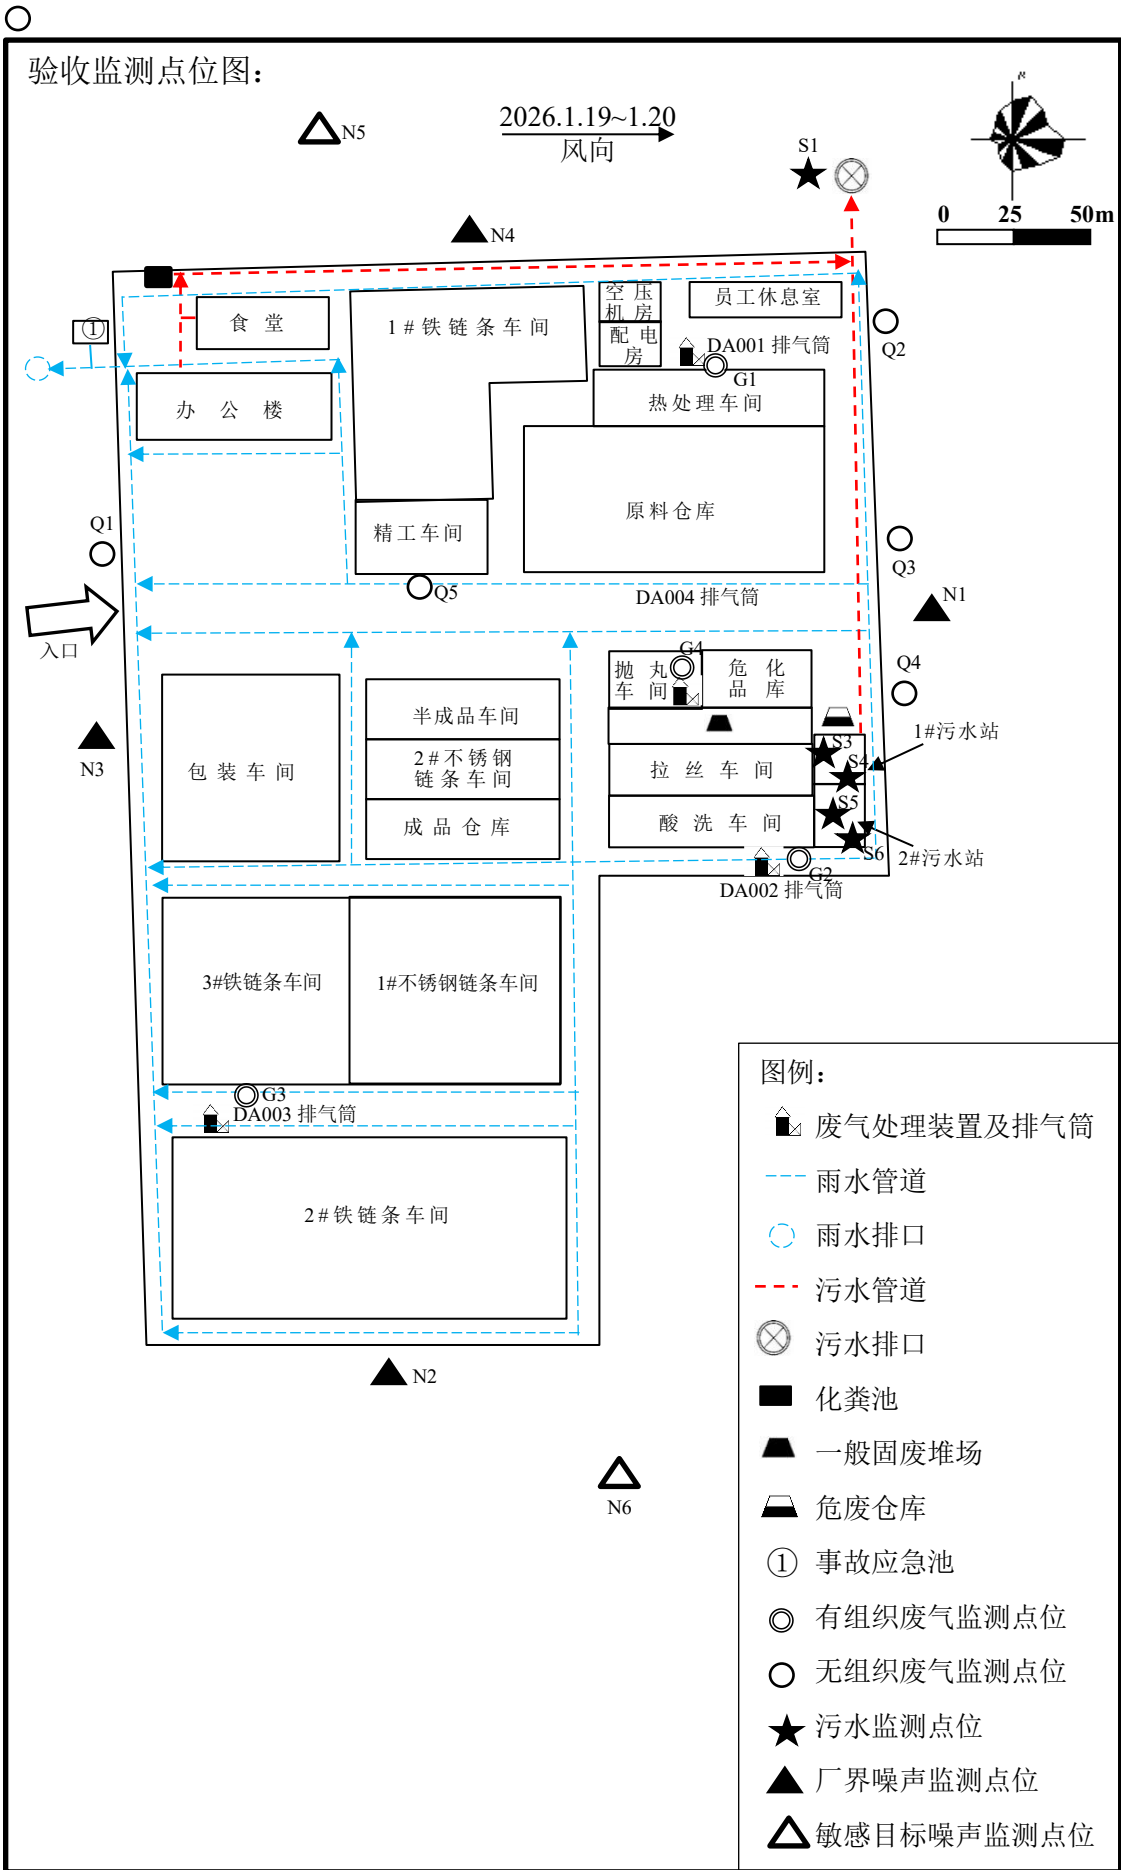 验收监测点位图：
N5
2026.1.19~1.20
风向
S1
N
0 25 50m
N4
空压机房
员工休息室
食堂
1#铁链条车间
①
配电房
DA001 排气筒
Q2
G1
办公楼
热处理车间
原料仓库
Q1
精工车间
Q3
Q5
DA004 排气筒
N1
入口
G4
抛丸
车间
危化
品库
Q4
半成品车间
S3
1#污水站
N3
包装车间
2#不锈钢
链条车间
拉丝车间
S4
S5
成品仓库
酸洗车间
S6
2#污水站
G2
DA002 排气筒
3#铁链条车间
1#不锈钢链条车间
G3
DA003 排气筒
2#铁链条车间
N2
N6
图例：
废气处理装置及排气筒
雨水管道
雨水排口
污水管道
污水排口
化粪池
一般固废堆场
危废仓库
① 事故应急池
有组织废气监测点位
无组织废气监测点位
污水监测点位
厂界噪声监测点位
敏感目标噪声监测点位